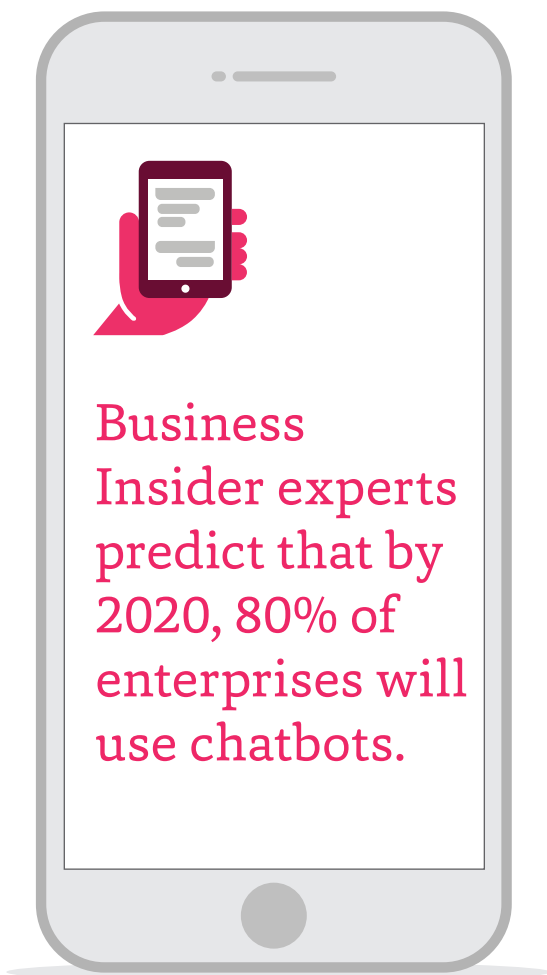 Business
Insider experts
predict that by
2020, 80% of
enterprises will
use chatbots.